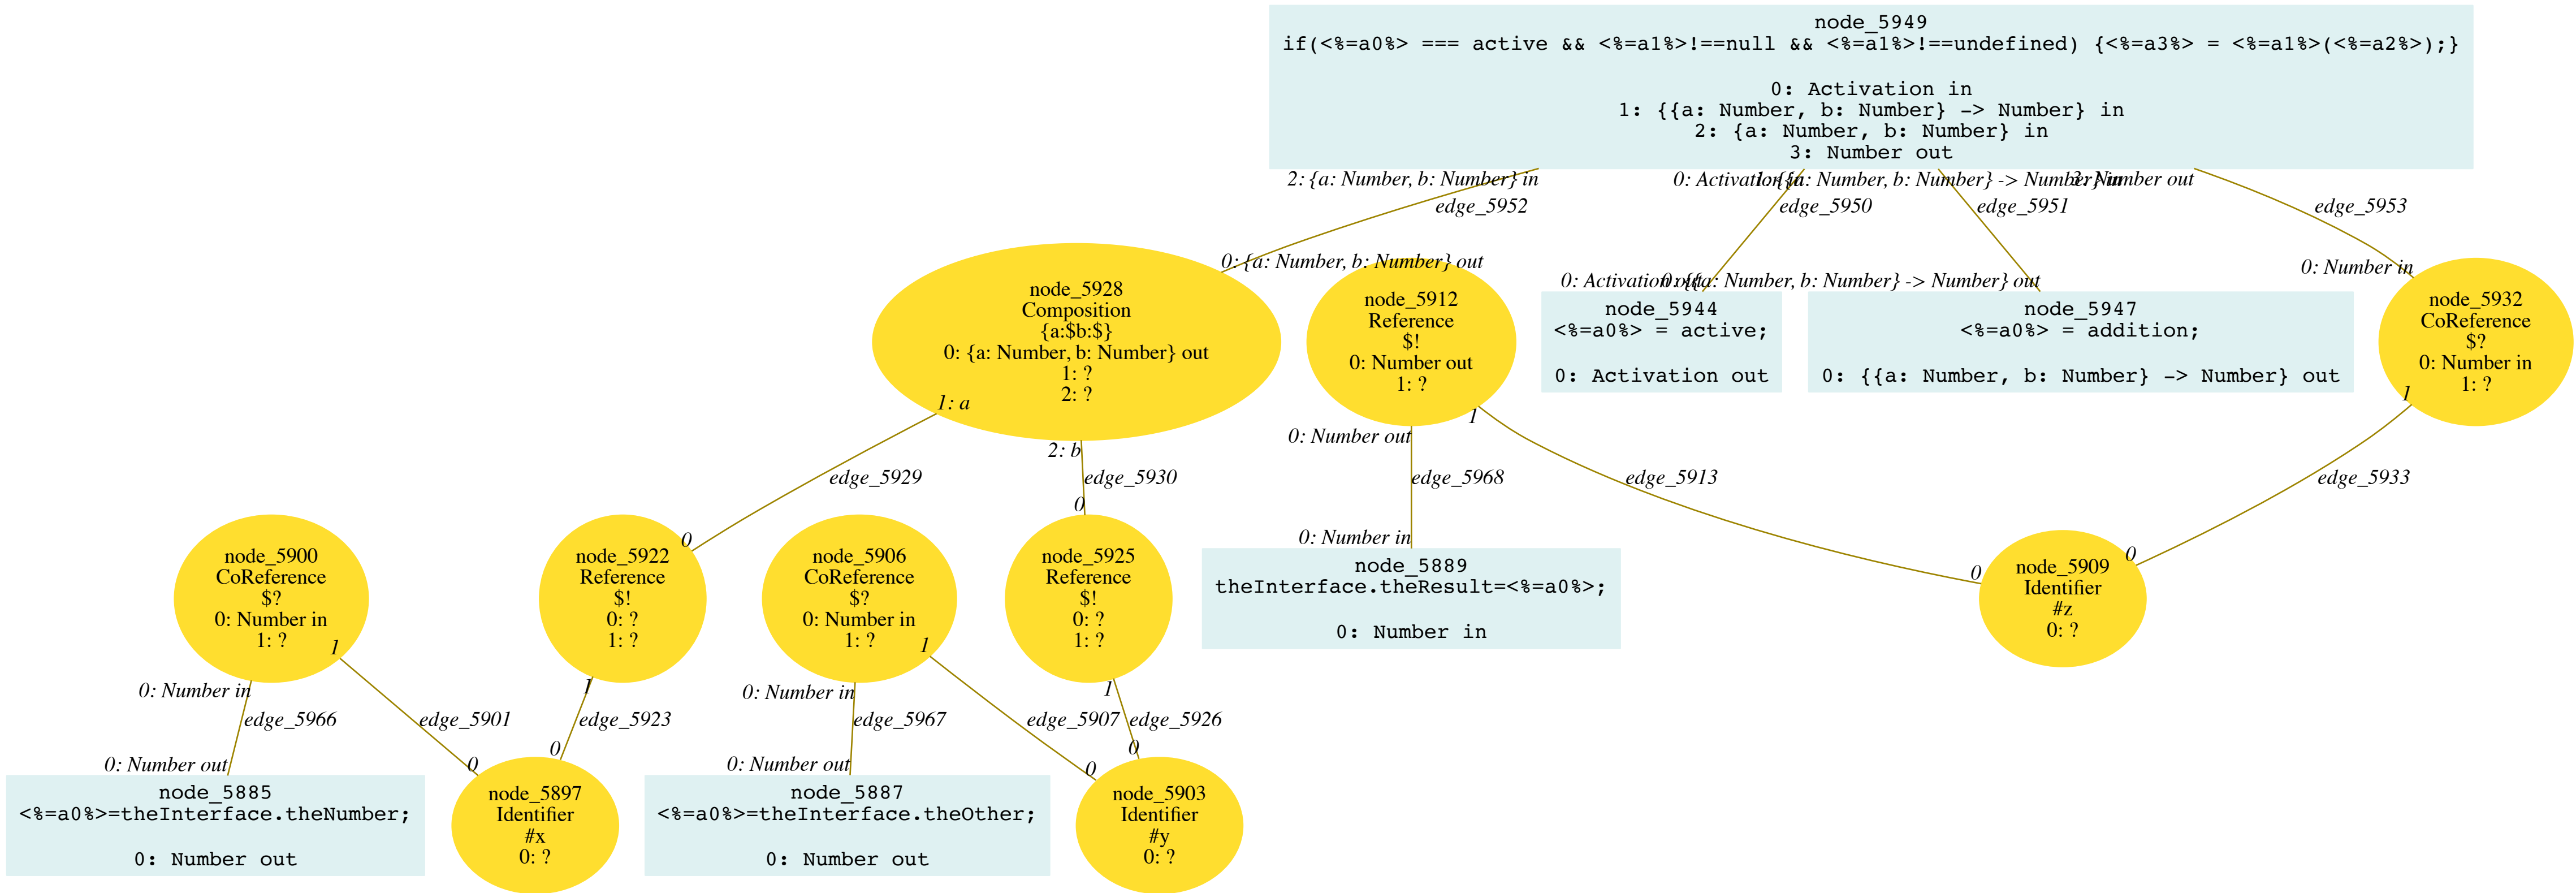 node_5949
if(<%=a0%> === active && <%=a1%>!==null && <%=a1%>!==undefined) {<%=a3%> = <%=a1%>(<%=a2%>);}
0: Activation in
1: {{a: Number, b: Number} -> Number} in
2: {a: Number, b: Number} in
3: Number out
2: {a: Number, b: Number} in
0: Activation in
1: {{a: Number, b: Number} -> Number} in
3: Number out
edge_5952
edge_5950
edge_5951
edge_5953
0: {a: Number, b: Number} out
0: Activation out
0: {{a: Number, b: Number} -> Number} out
0: Number in
node_5928
Composition
{a:$b:$}
0: {a: Number, b: Number} out
1: ?
2: ?
node_5912
Reference
$!
0: Number out
1: ?
node_5944
<%=a0%> = active;
0: Activation out
node_5947
<%=a0%> = addition;
0: {{a: Number, b: Number} -> Number} out
node_5932
CoReference
$?
0: Number in
1: ?
1: a
2: b
0: Number out
1
1
edge_5929
edge_5930
edge_5968
edge_5913
edge_5933
0
0
0: Number in
0
0
node_5900
CoReference
$?
0: Number in
1: ?
node_5922
Reference
$!
0: ?
1: ?
node_5906
CoReference
$?
0: Number in
1: ?
node_5925
Reference
$!
0: ?
1: ?
node_5889
theInterface.theResult=<%=a0%>;
0: Number in
node_5909
Identifier
#z
0: ?
0: Number in
1
1
0: Number in
1
1
edge_5966
edge_5901
edge_5923
edge_5967
edge_5907
edge_5926
0: Number out
0
0
0: Number out
0
0
node_5885
<%=a0%>=theInterface.theNumber;
0: Number out
node_5897
Identifier
#x
0: ?
node_5887
<%=a0%>=theInterface.theOther;
0: Number out
node_5903
Identifier
#y
0: ?